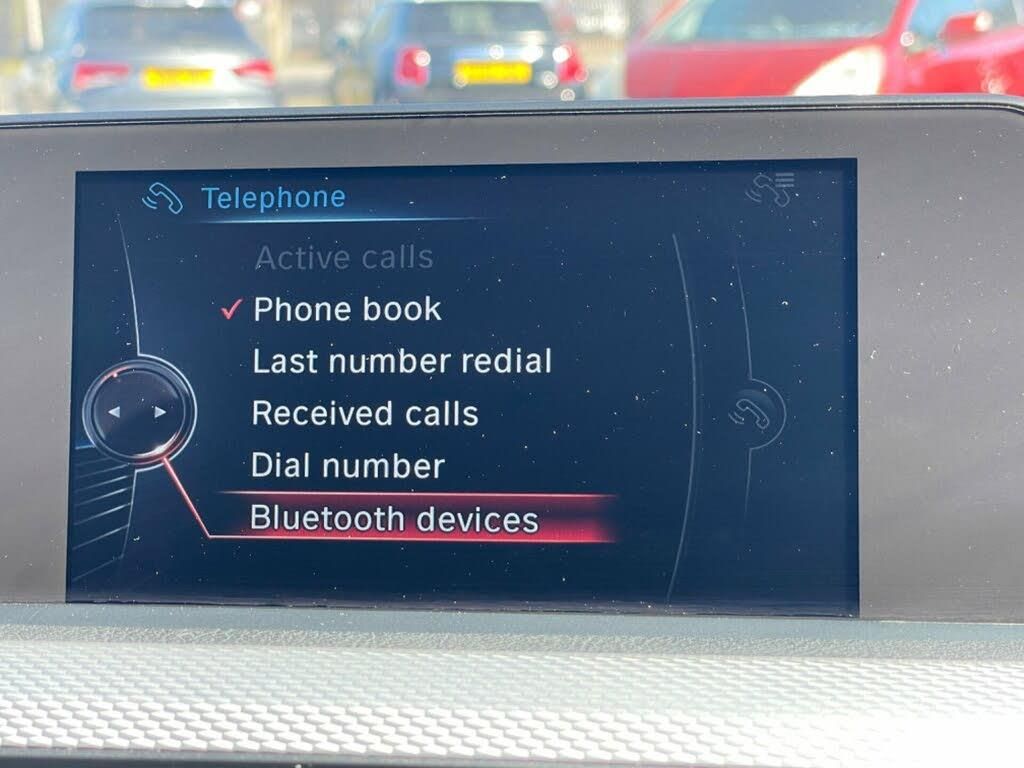 Telephone
Active calls
Phone book
Last number redial
Received calls
Dial number
Bluetooth devices